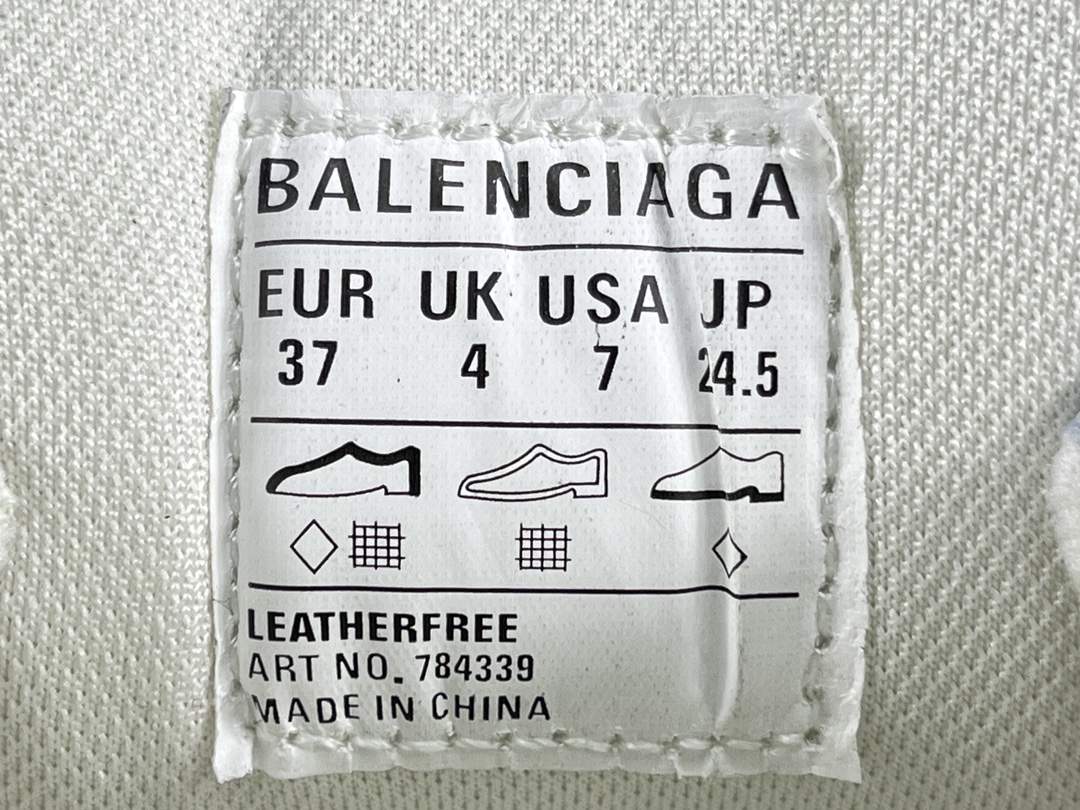 BALENCIAGA
EUR UK USA JP
37 4 7 24.5
LEATHERFREE
ART NO. 784339
MADE IN CHINA